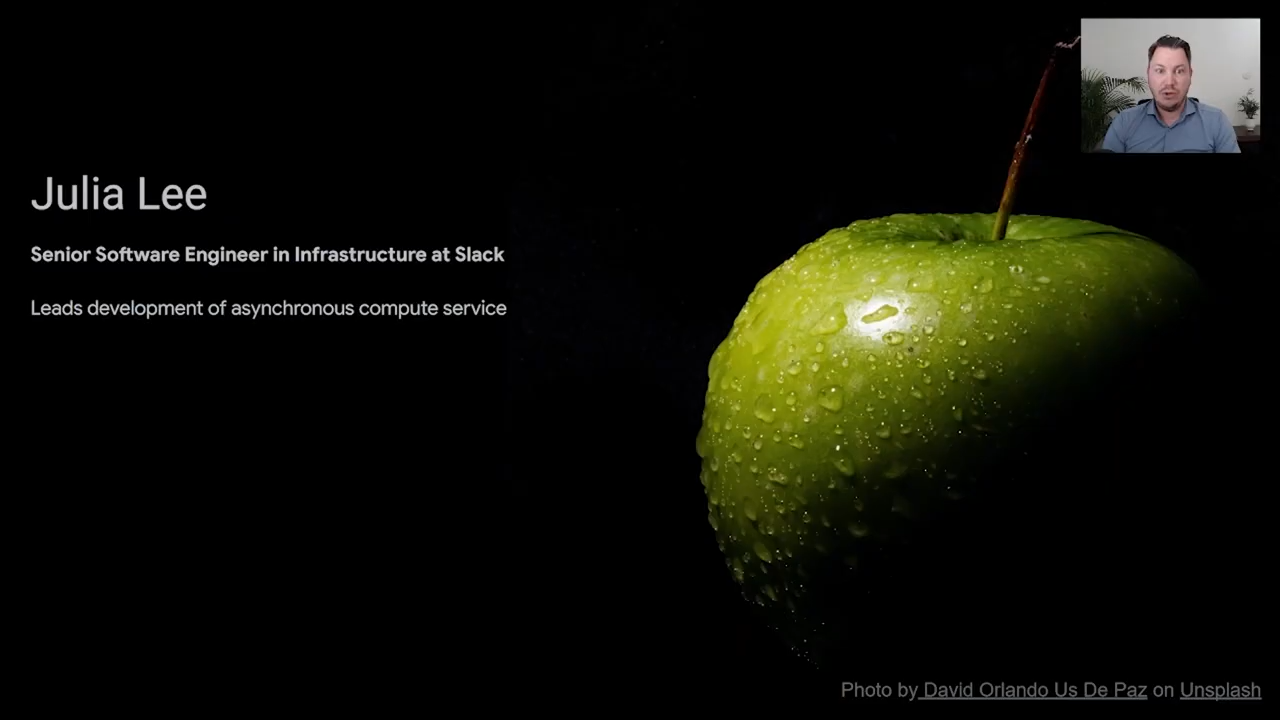 Julia Lee
Senior Software Engineer in Infrastructure at Slack
Leads development of asynchronous compute service
Photo by David Orlando Us De Paz on Unsplash